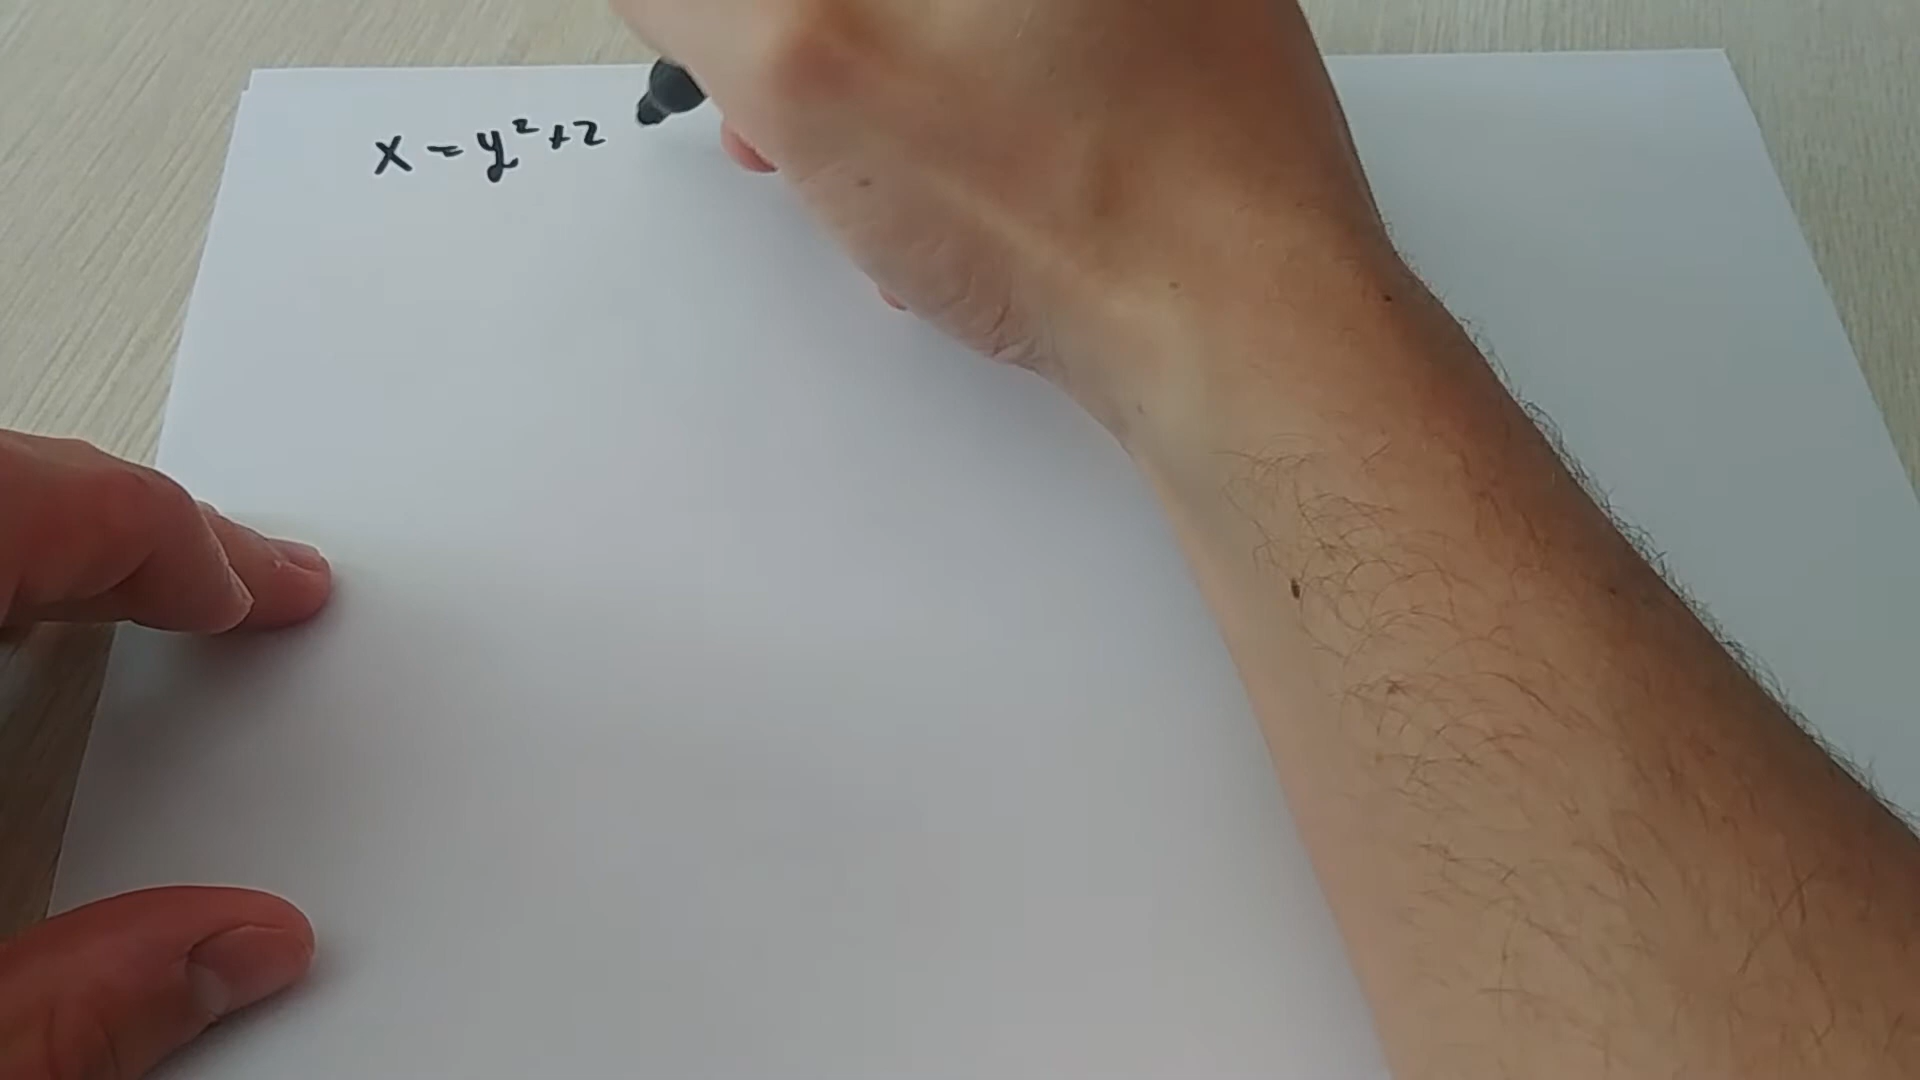 x = y² + 2